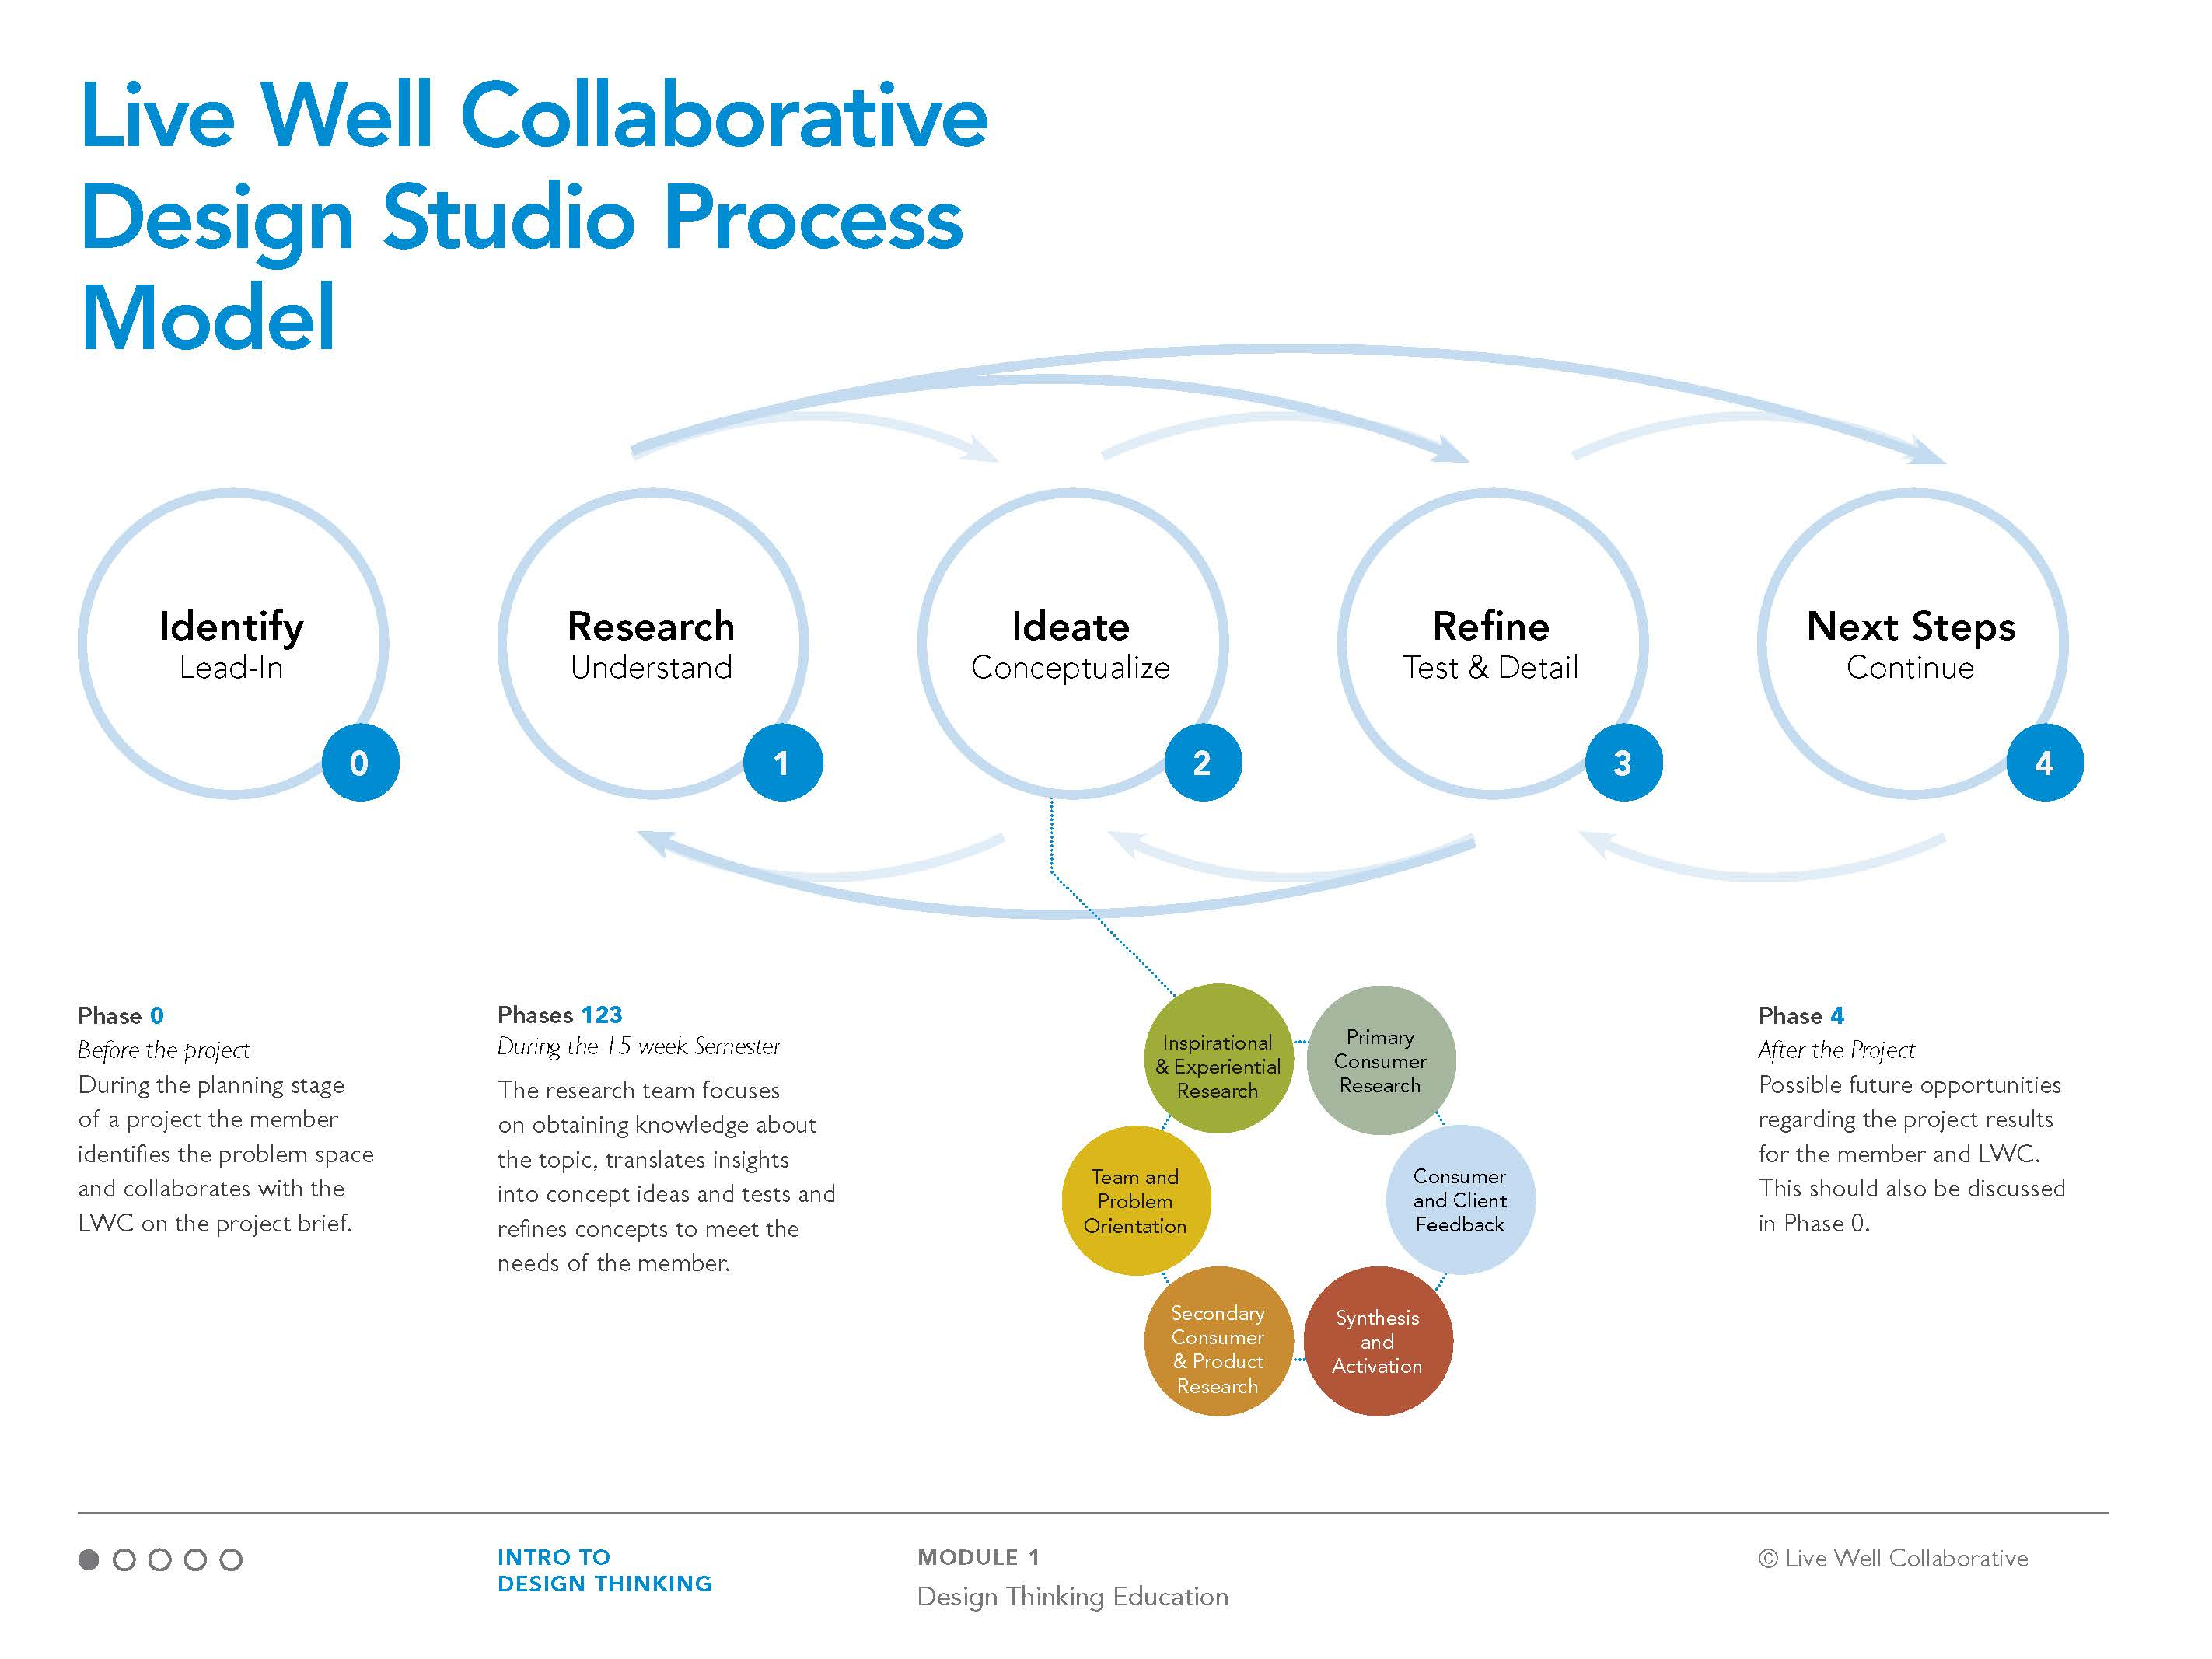 Live Well Collaborative
Design Studio Process
Model
Identify
Lead-In
0
Research
Understand
1
Ideate
Conceptualize
2
Refine
Test & Detail
3
Next Steps
Continue
4
Phase 0
Before the project
During the planning stage
of a project the member
identifies the problem space
and collaborates with the
LWC on the project brief.
Phases 123
During the 15 week Semester
The research team focuses
on obtaining knowledge about
the topic, translates insights
into concept ideas and tests and
refines concepts to meet the
needs of the member.
Inspirational
& Experiential
Research
Primary
Consumer
Research
Team and
Problem
Orientation
Consumer
and Client
Feedback
Secondary
Consumer
& Product
Research
Synthesis
and
Activation
Phase 4
After the Project
Possible future opportunities
regarding the project results
for the member and LWC.
This should also be discussed
in Phase 0.
INTRO TO
DESIGN THINKING
MODULE 1
Design Thinking Education
© Live Well Collaborative